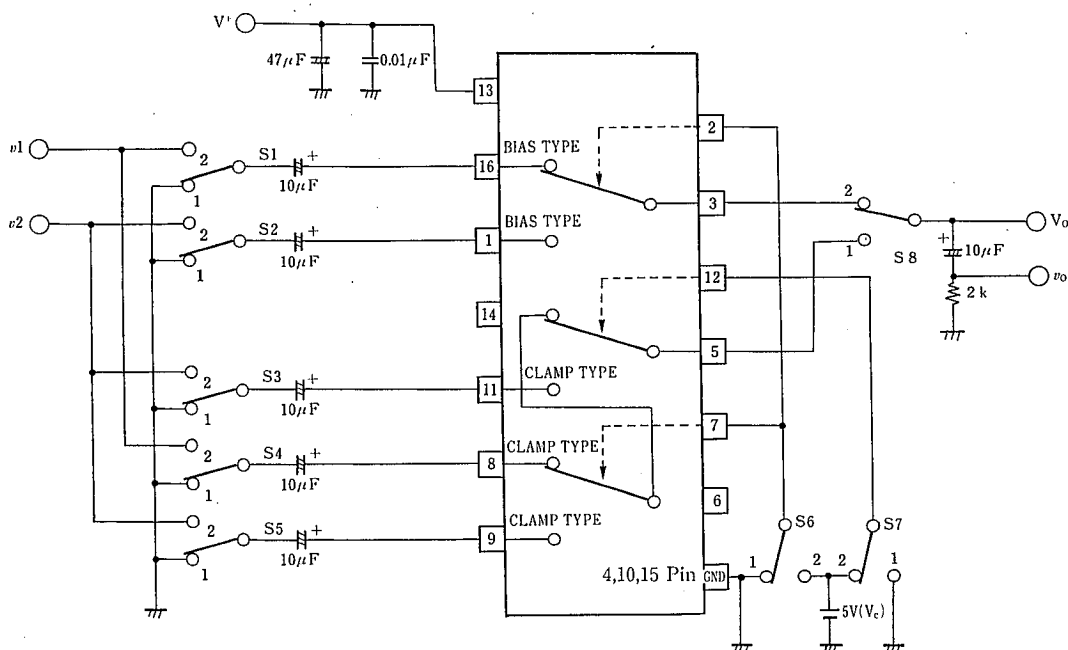 V+
47μF
0.01μF
13
2
v1
2
S1
+
10μF
1
16
BIAS TYPE
3
2
Vo
v2
2
S2
+
10μF
1
1
BIAS TYPE
1
S 8
+
10μF
12
vo
2 k
14
5
2
S3
+
10μF
1
11
CLAMP TYPE
7
2
S4
+
10μF
1
8
CLAMP TYPE
6
S6
S7
2
S5
+
10μF
1
9
CLAMP TYPE
4,10,15 Pin
GND
1
2
2
1
5V(Vc)